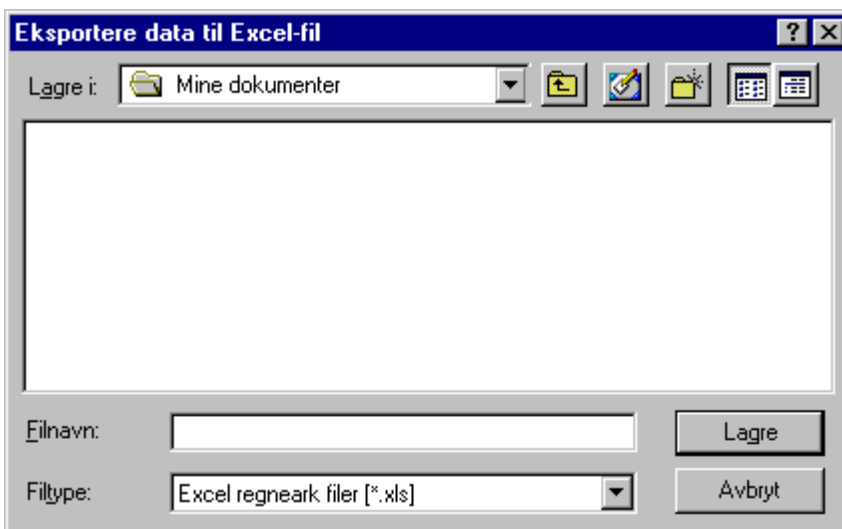 Eksportere data til Excel-fil
Lagre i: Mine dokumenter
Filnavn: Lagre
Filtype: Excel regneark filer [*.xls] Avbryt